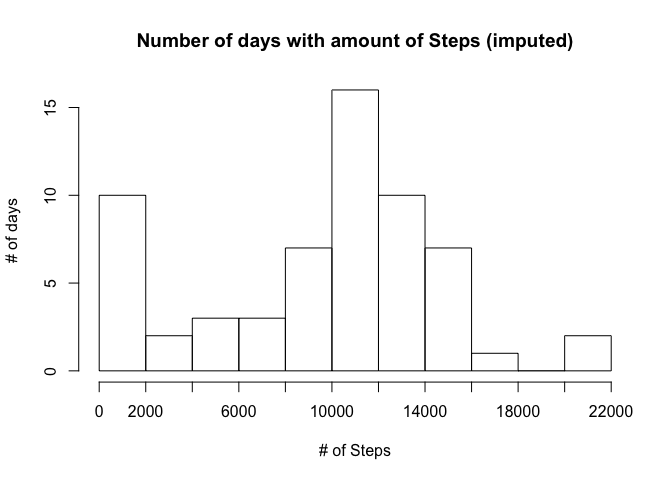 Number of days with amount of Steps (imputed)
# of days
15
10
5
0
0 2000 6000 10000 14000 18000 22000
# of Steps